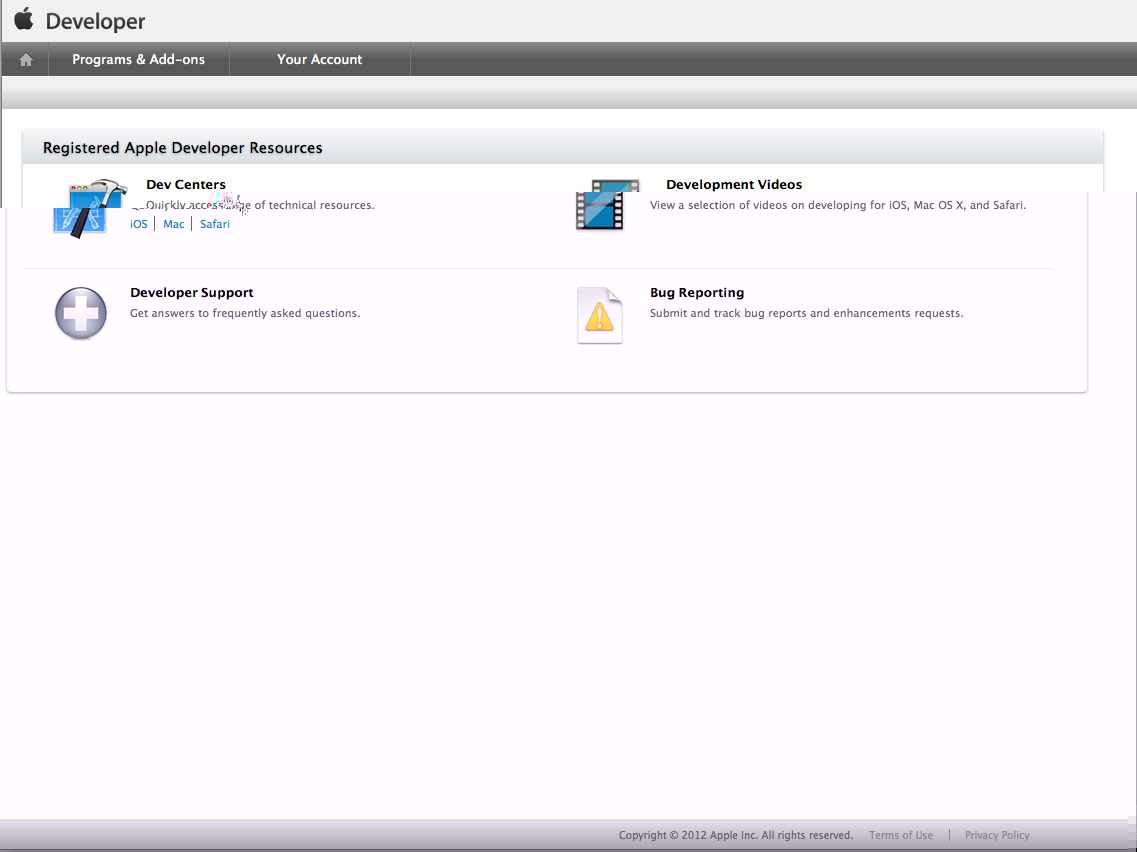 Developer
Programs & Add-ons Your Account
Registered Apple Developer Resources
Dev Centers
Quickly access of technical resources.
iOS | Mac | Safari
Development Videos
View a selection of videos on developing for iOS, Mac OS X, and Safari.
Developer Support
Get answers to frequently asked questions.
Bug Reporting
Submit and track bug reports and enhancements requests.
Copyright © 2012 Apple Inc. All rights reserved. Terms of Use | Privacy Policy